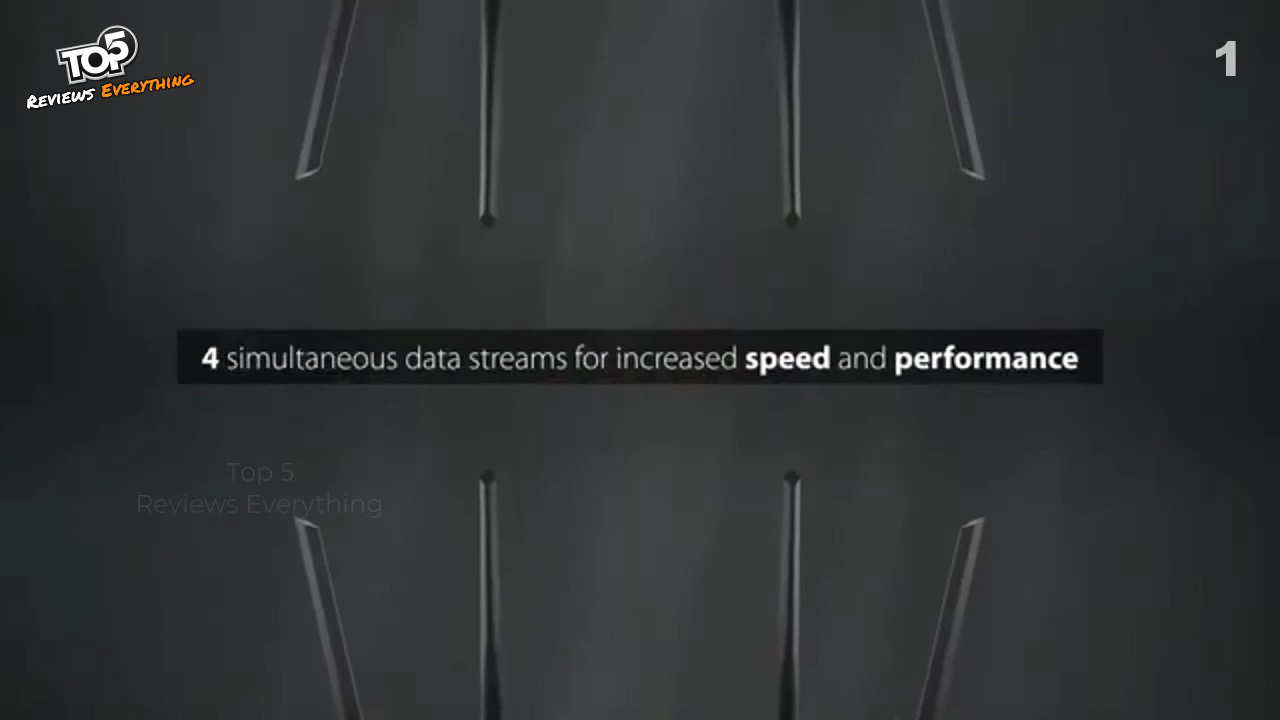 TOP5
REVIEWS EVERYTHING
1
4 simultaneous data streams for increased speed and performance
Top 5
Reviews Everything